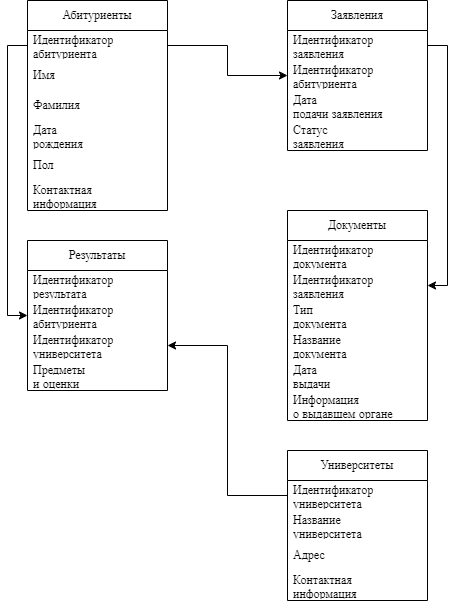 Абитуриенты
Идентификатор
абитуриента
Имя
Фамилия
Дата
рождения
Пол
Контактная
информация
Заявления
Идентификатор
заявления
Идентификатор
абитуриента
Дата
подачи заявления
Статус
заявления
Результаты
Идентификатор
результата
Идентификатор
абитуриента
Идентификатор
университета
Предметы
и оценки
Документы
Идентификатор
документа
Идентификатор
заявления
Тип
документа
Название
документа
Дата
выдачи
Информация
о выдавшем органе
Университеты
Идентификатор
университета
Название
университета
Адрес
Контактная
информация